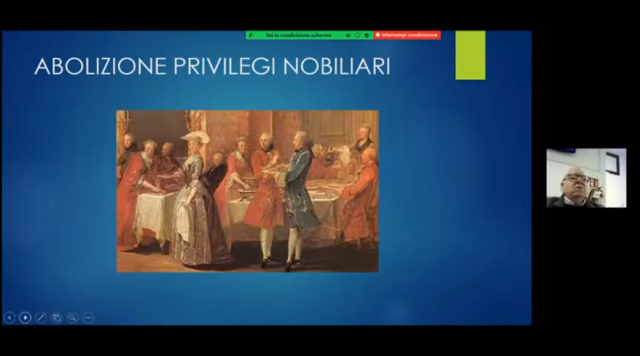 Sei in condivisione schermo
Interrompi condivisione
ABOLIZIONE PRIVILEGI NOBILIARI